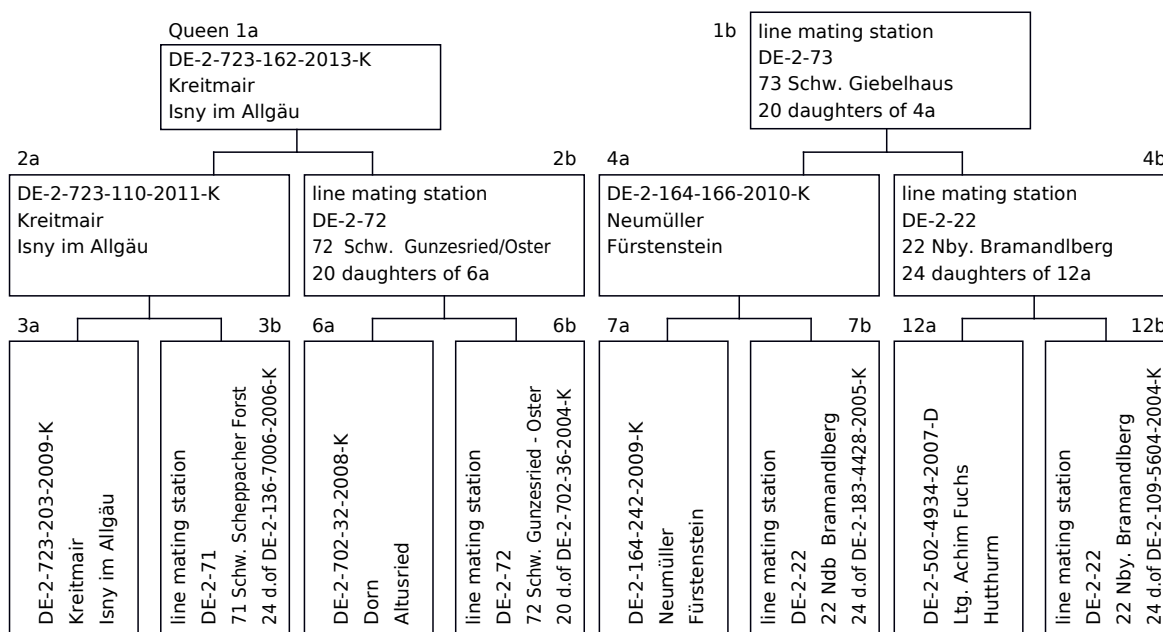 Queen 1a
DE-2-723-162-2013-K
Kreitmair
Isny im Allgäu
1b
line mating station
DE-2-73
73 Schw. Giebelhaus
20 daughters of 4a
2a
DE-2-723-110-2011-K
Kreitmair
Isny im Allgäu
2b
line mating station
DE-2-72
72 Schw. Gunzesried/Oster
20 daughters of 6a
4a
DE-2-164-166-2010-K
Neumüller
Fürstenstein
4b
line mating station
DE-2-22
22 Nby. Bramandlberg
24 daughters of 12a
3a
DE-2-723-203-2009-K
Kreitmair
Isny im Allgäu
3b
line mating station
DE-2-71
71 Schw. Scheppacher Forst
24 d.of DE-2-136-7006-2006-K
6a
DE-2-702-32-2008-K
Dorn
Altusried
6b
line mating station
DE-2-72
72 Schw. Gunzesried - Oster
20 d.of DE-2-702-36-2004-K
7a
DE-2-164-242-2009-K
Neumüller
Fürstenstein
7b
line mating station
DE-2-22
22 Ndb Bramandlberg
24 d.of DE-2-183-4428-2005-K
12a
DE-2-502-4934-2007-D
Ltg. Achim Fuchs
Hutthurm
12b
line mating station
DE-2-22
22 Nby. Bramandlberg
24 d.of DE-2-109-5604-2004-K